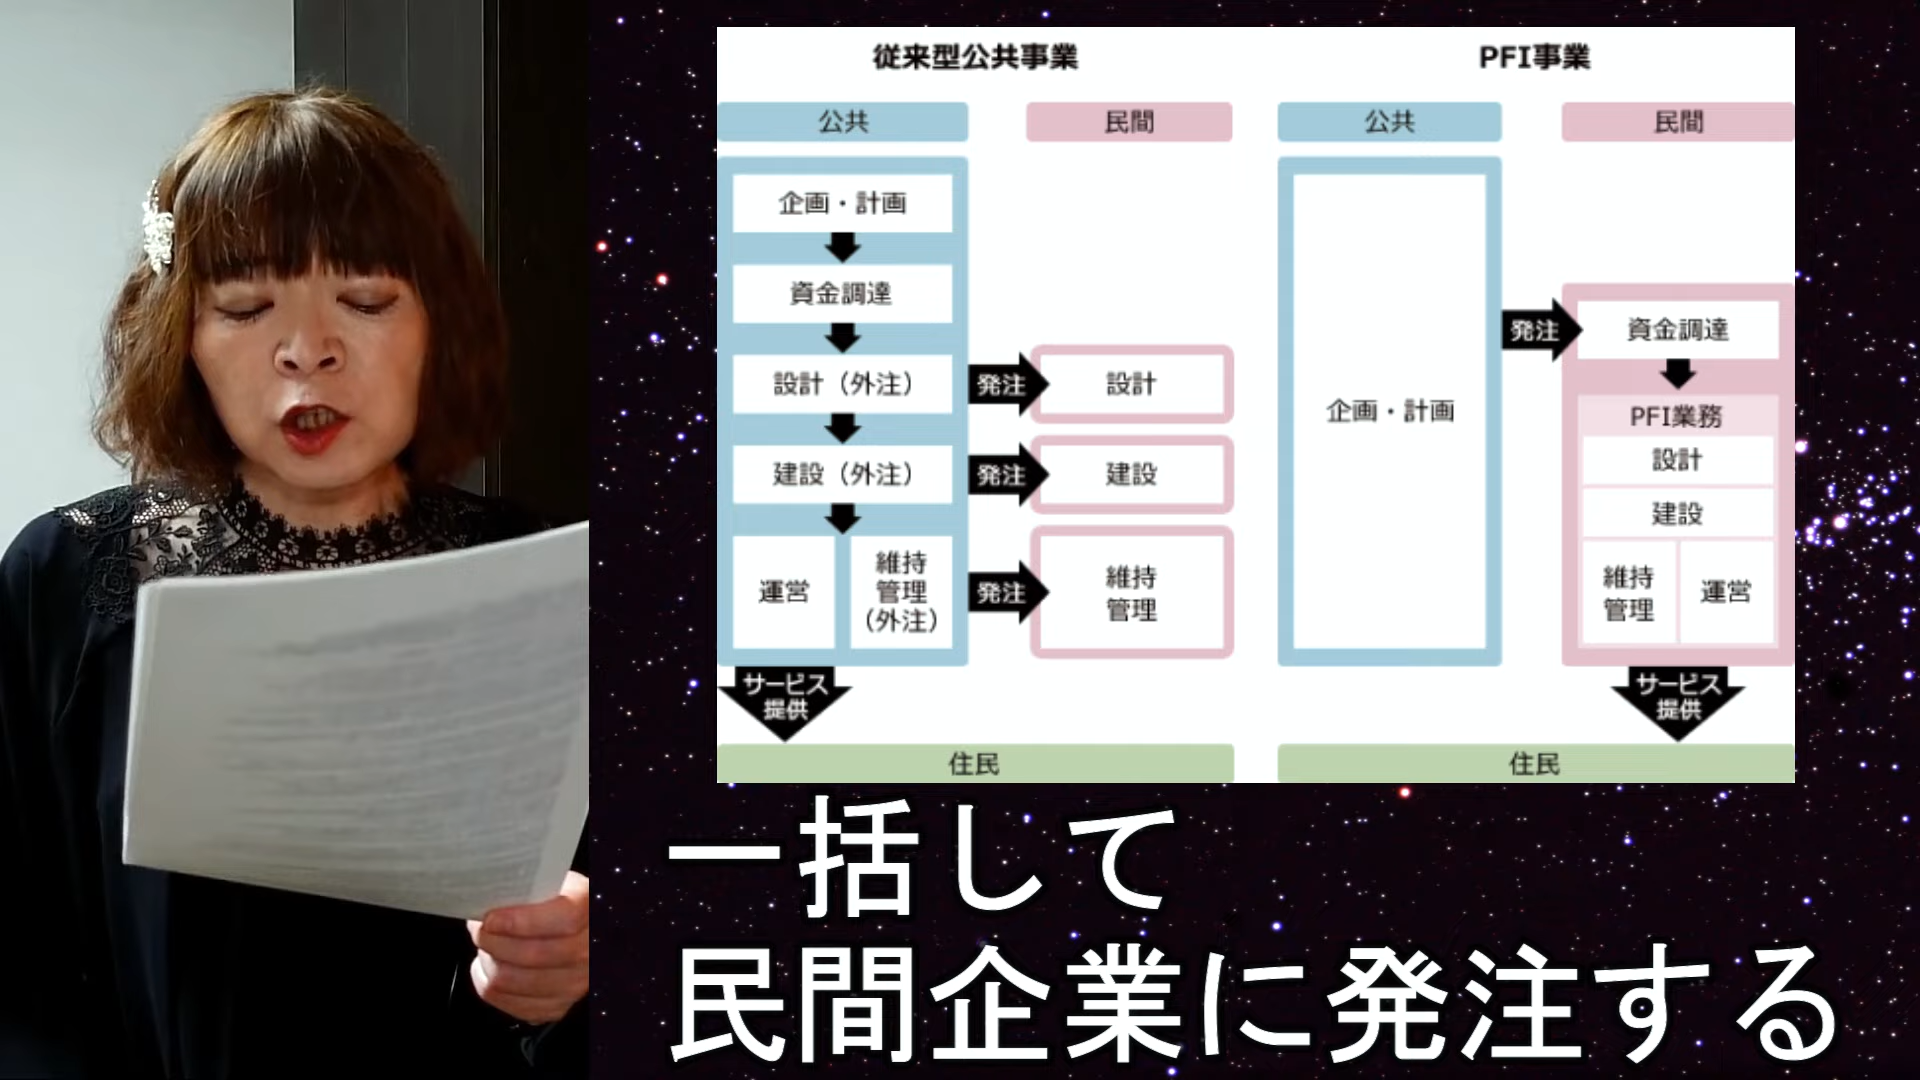 従来型公共事業
公共
民間
企画・計画
資金調達
設計（外注）
発注
設計
建設（外注）
発注
建設
運営
維持
管理
（外注）
発注
維持
管理
サービス
提供
住民
PFI事業
公共
民間
企画・計画
発注
資金調達
PFI業務
設計
建設
維持
管理
運営
サービス
提供
住民
一括して
民間企業に発注する